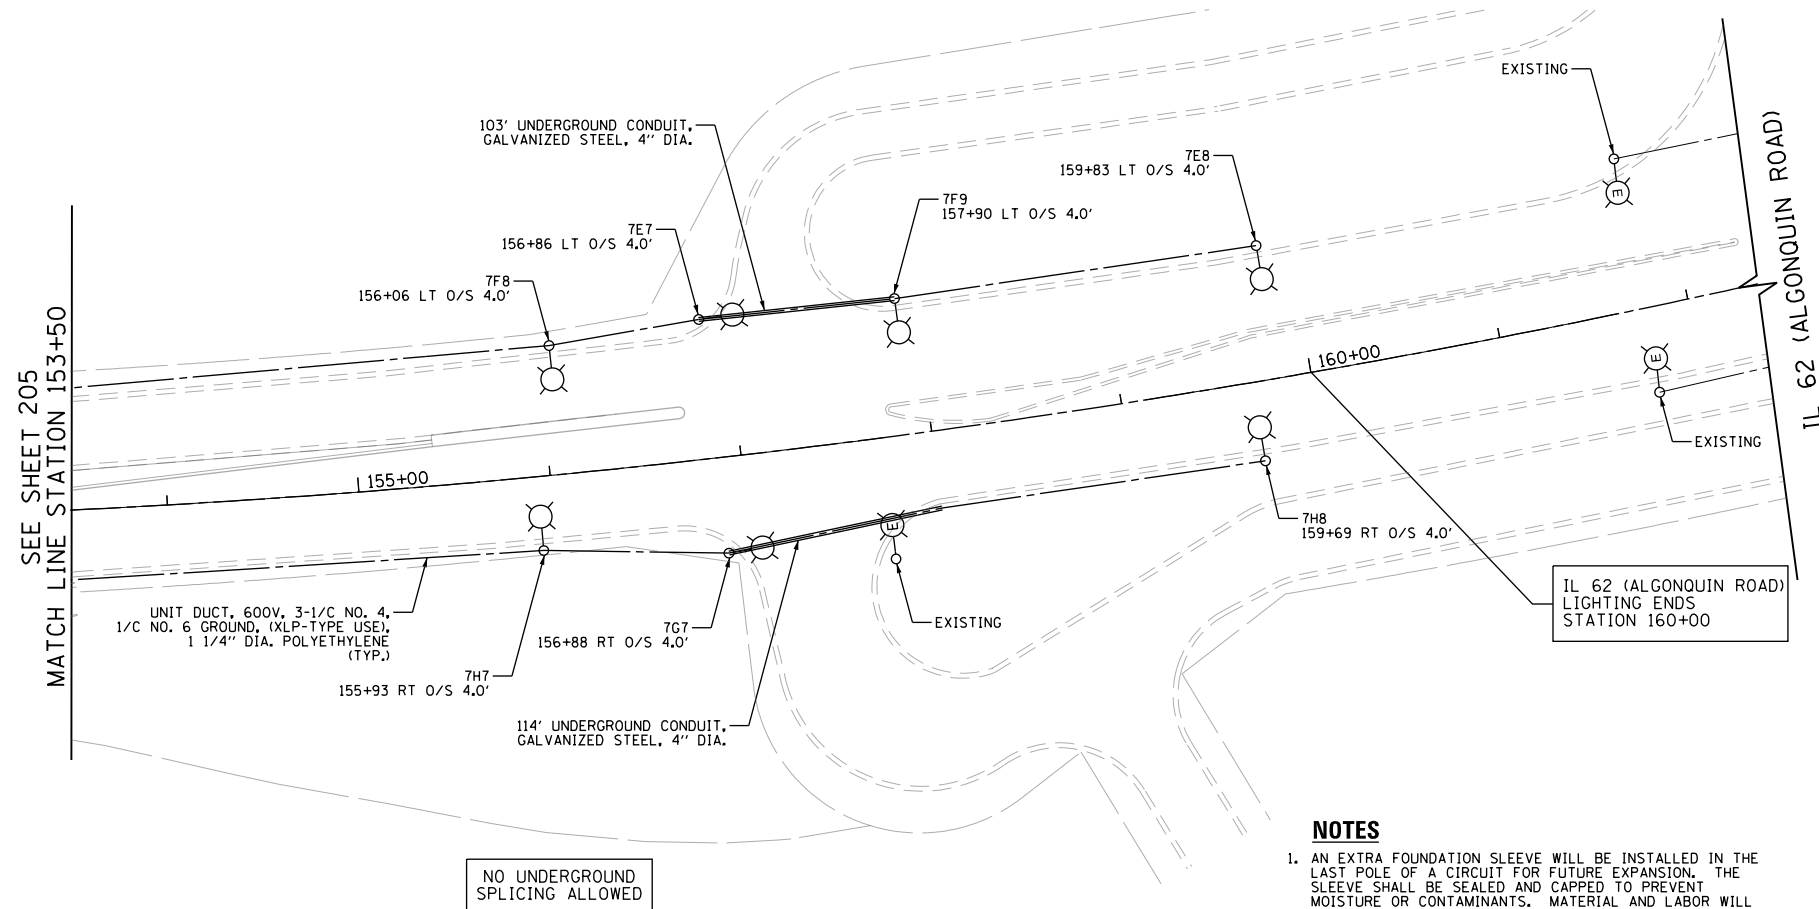 EXISTING
103' UNDERGROUND CONDUIT,
GALVANIZED STEEL, 4" DIA.
7E8
159+83 LT O/S 4.0'
7F9
157+90 LT O/S 4.0'
7E7
156+86 LT O/S 4.0'
7F8
156+06 LT O/S 4.0'
E
IL 62 (ALGONQUIN ROAD)
SEE SHEET 205
MATCH LINE STATION 153+50
160+00
E
EXISTING
155+00
7H8
159+69 RT O/S 4.0'
E
EXISTING
UNIT DUCT, 600V, 3-1/C NO. 4,
1/C NO. 6 GROUND, (XLP-TYPE USE),
1 1/4" DIA. POLYETHYLENE
(TYP.)
7G7
156+88 RT O/S 4.0'
7H7
155+93 RT O/S 4.0'
IL 62 (ALGONQUIN ROAD)
LIGHTING ENDS
STATION 160+00
114' UNDERGROUND CONDUIT,
GALVANIZED STEEL, 4" DIA.
NO UNDERGROUND
SPLICING ALLOWED
NOTES
1. AN EXTRA FOUNDATION SLEEVE WILL BE INSTALLED IN THE
LAST POLE OF A CIRCUIT FOR FUTURE EXPANSION. THE
SLEEVE SHALL BE SEALED AND CAPPED TO PREVENT
MOISTURE OR CONTAMINANTS. MATERIAL AND LABOR WILL